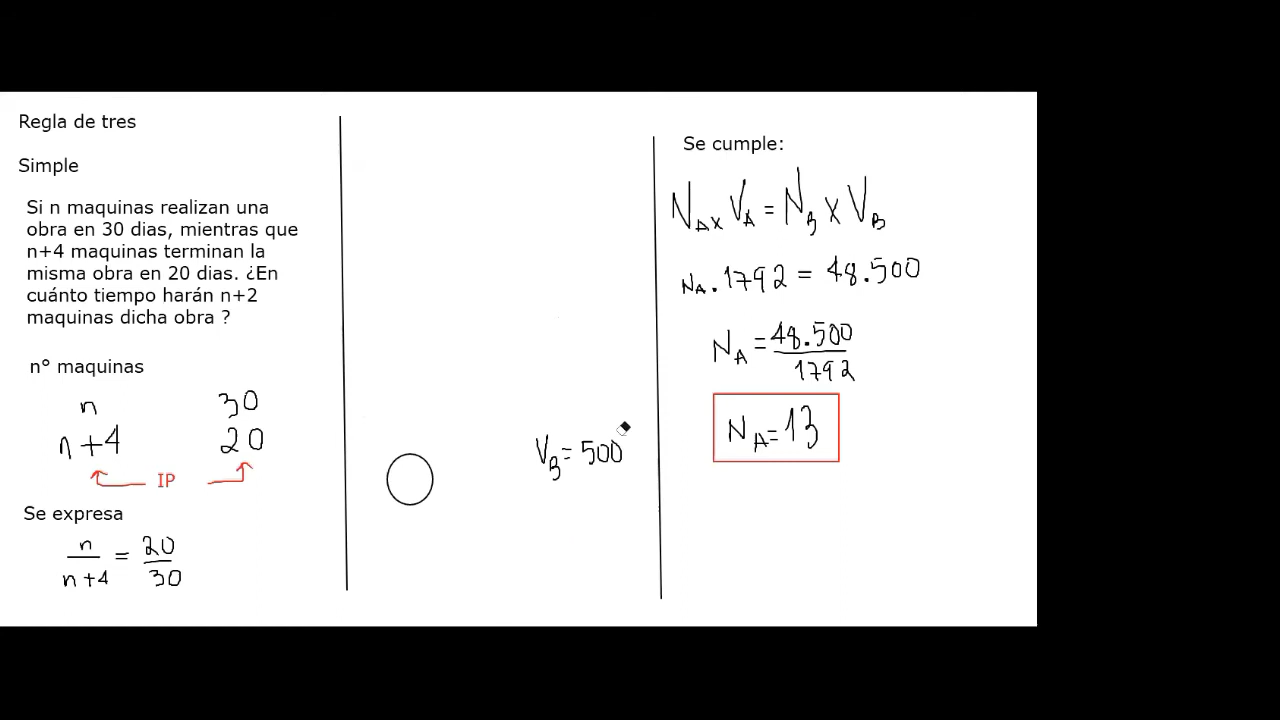 Regla de tres
Simple
Si n maquinas realizan una
obra en 30 dias, mientras que
n+4 maquinas terminan la
misma obra en 20 dias. ¿En
cuánto tiempo harán n+2
maquinas dicha obra ?
n° maquinas
n 30
n+4 20
IP
Se expresa
n/n+4 = 20/30
V_B = 500
Se cumple:
N_A x V_A = N_B x V_B
N_A . 1792 = 48.500
N_A = 48.500/1792
N_A = 13